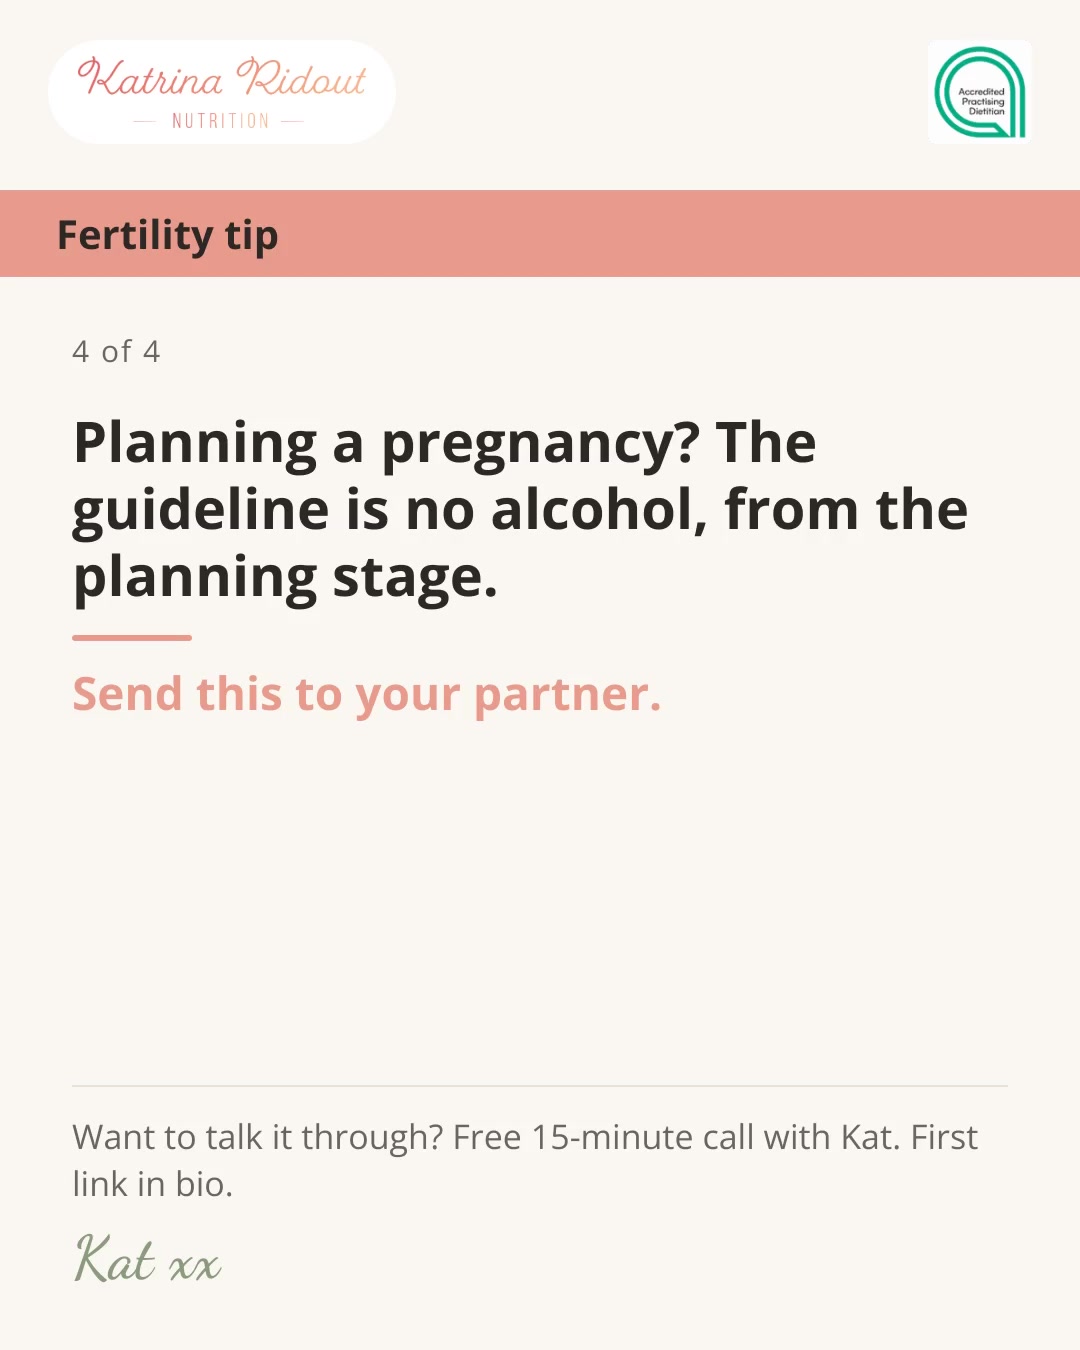 Katrina Ridout
NUTRITION
Accredited
Practising
Dietitian
Fertility tip
4 of 4
Planning a pregnancy? The
guideline is no alcohol, from the
planning stage.
Send this to your partner.
Want to talk it through? Free 15-minute call with Kat. First
link in bio.
Kat xx